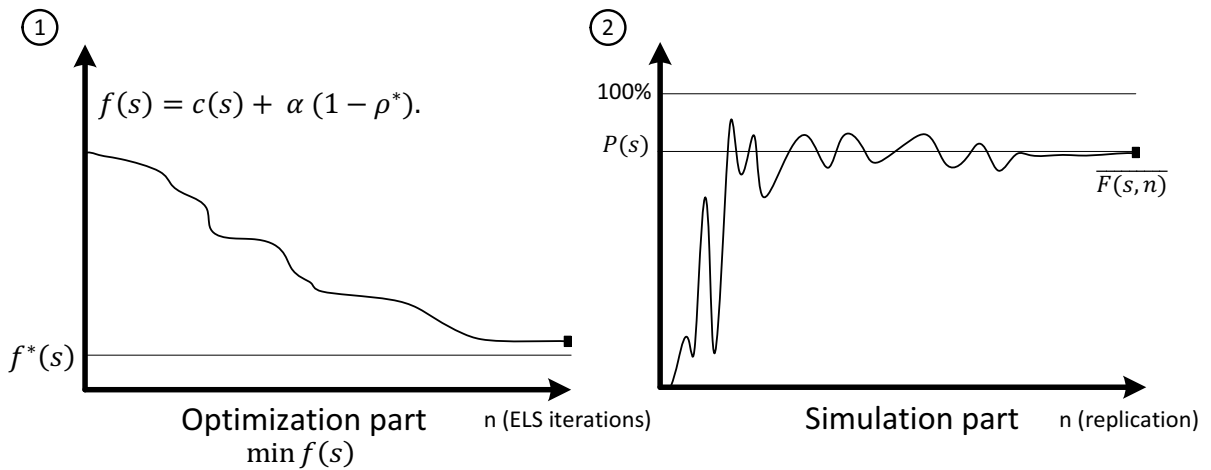 1
f(s) = c(s) + α (1 − ρ*).
f*(s)
n (ELS iterations)
Optimization part
min f(s)
2
100%
P(s)
F(s, n)
n (replication)
Simulation part